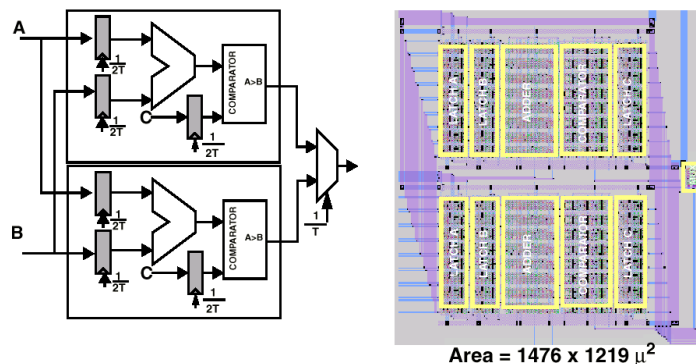 A
1
2T
1
2T
C
1
2T
COMPARATOR
A>B
1
T
B
1
2T
1
2T
C
1
2T
COMPARATOR
A>B
LATCH A
LATCH B
ADDER
COMPARATOR
LATCH C
LATCH A
LATCH B
ADDER
COMPARATOR
LATCH C
Area = 1476 x 1219 μ²